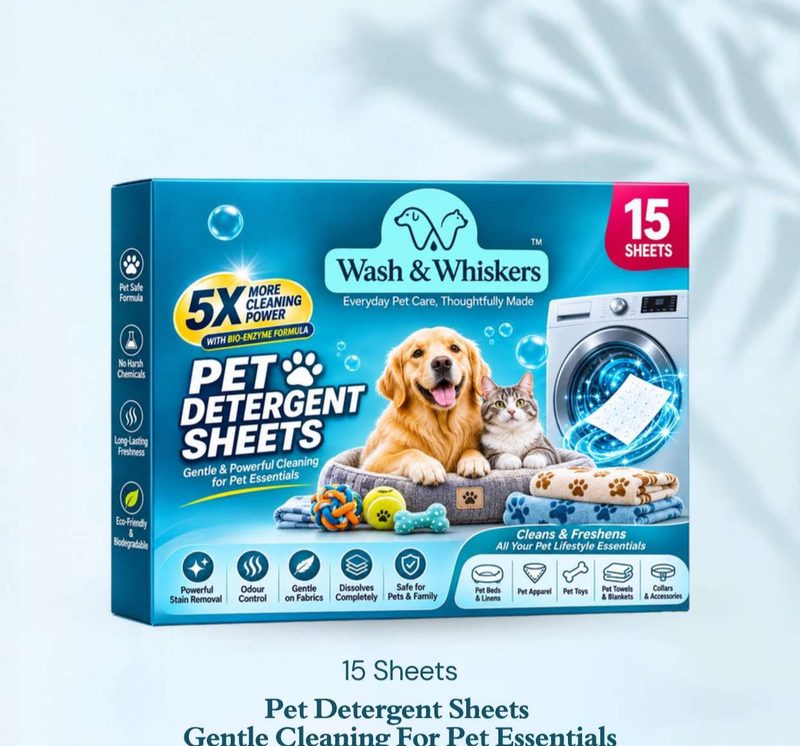 15
SHEETS
Wash & Whiskers
TM
Everyday Pet Care, Thoughtfully Made
5X
MORE
CLEANING
POWER
WITH BIO-ENZYME FORMULA
PET
DETERGENT
SHEETS
Gentle & Powerful Cleaning
for Pet Essentials
Pet Safe
Formula
No Harsh
Chemicals
Long-Lasting
Freshness
Eco-Friendly
&
Biodegradable
Cleans & Freshens
All Your Pet Lifestyle Essentials
Powerful
Stain Removal
Odour
Control
Gentle
on Fabrics
Dissolves
Completely
Safe for
Pets & Family
Pet Beds
& Linens
Pet Apparel
Pet Toys
Pet Towels
& Blankets
Collars
& Accessories
15 Sheets
Pet Detergent Sheets
Gentle Cleaning For Pet Essentials